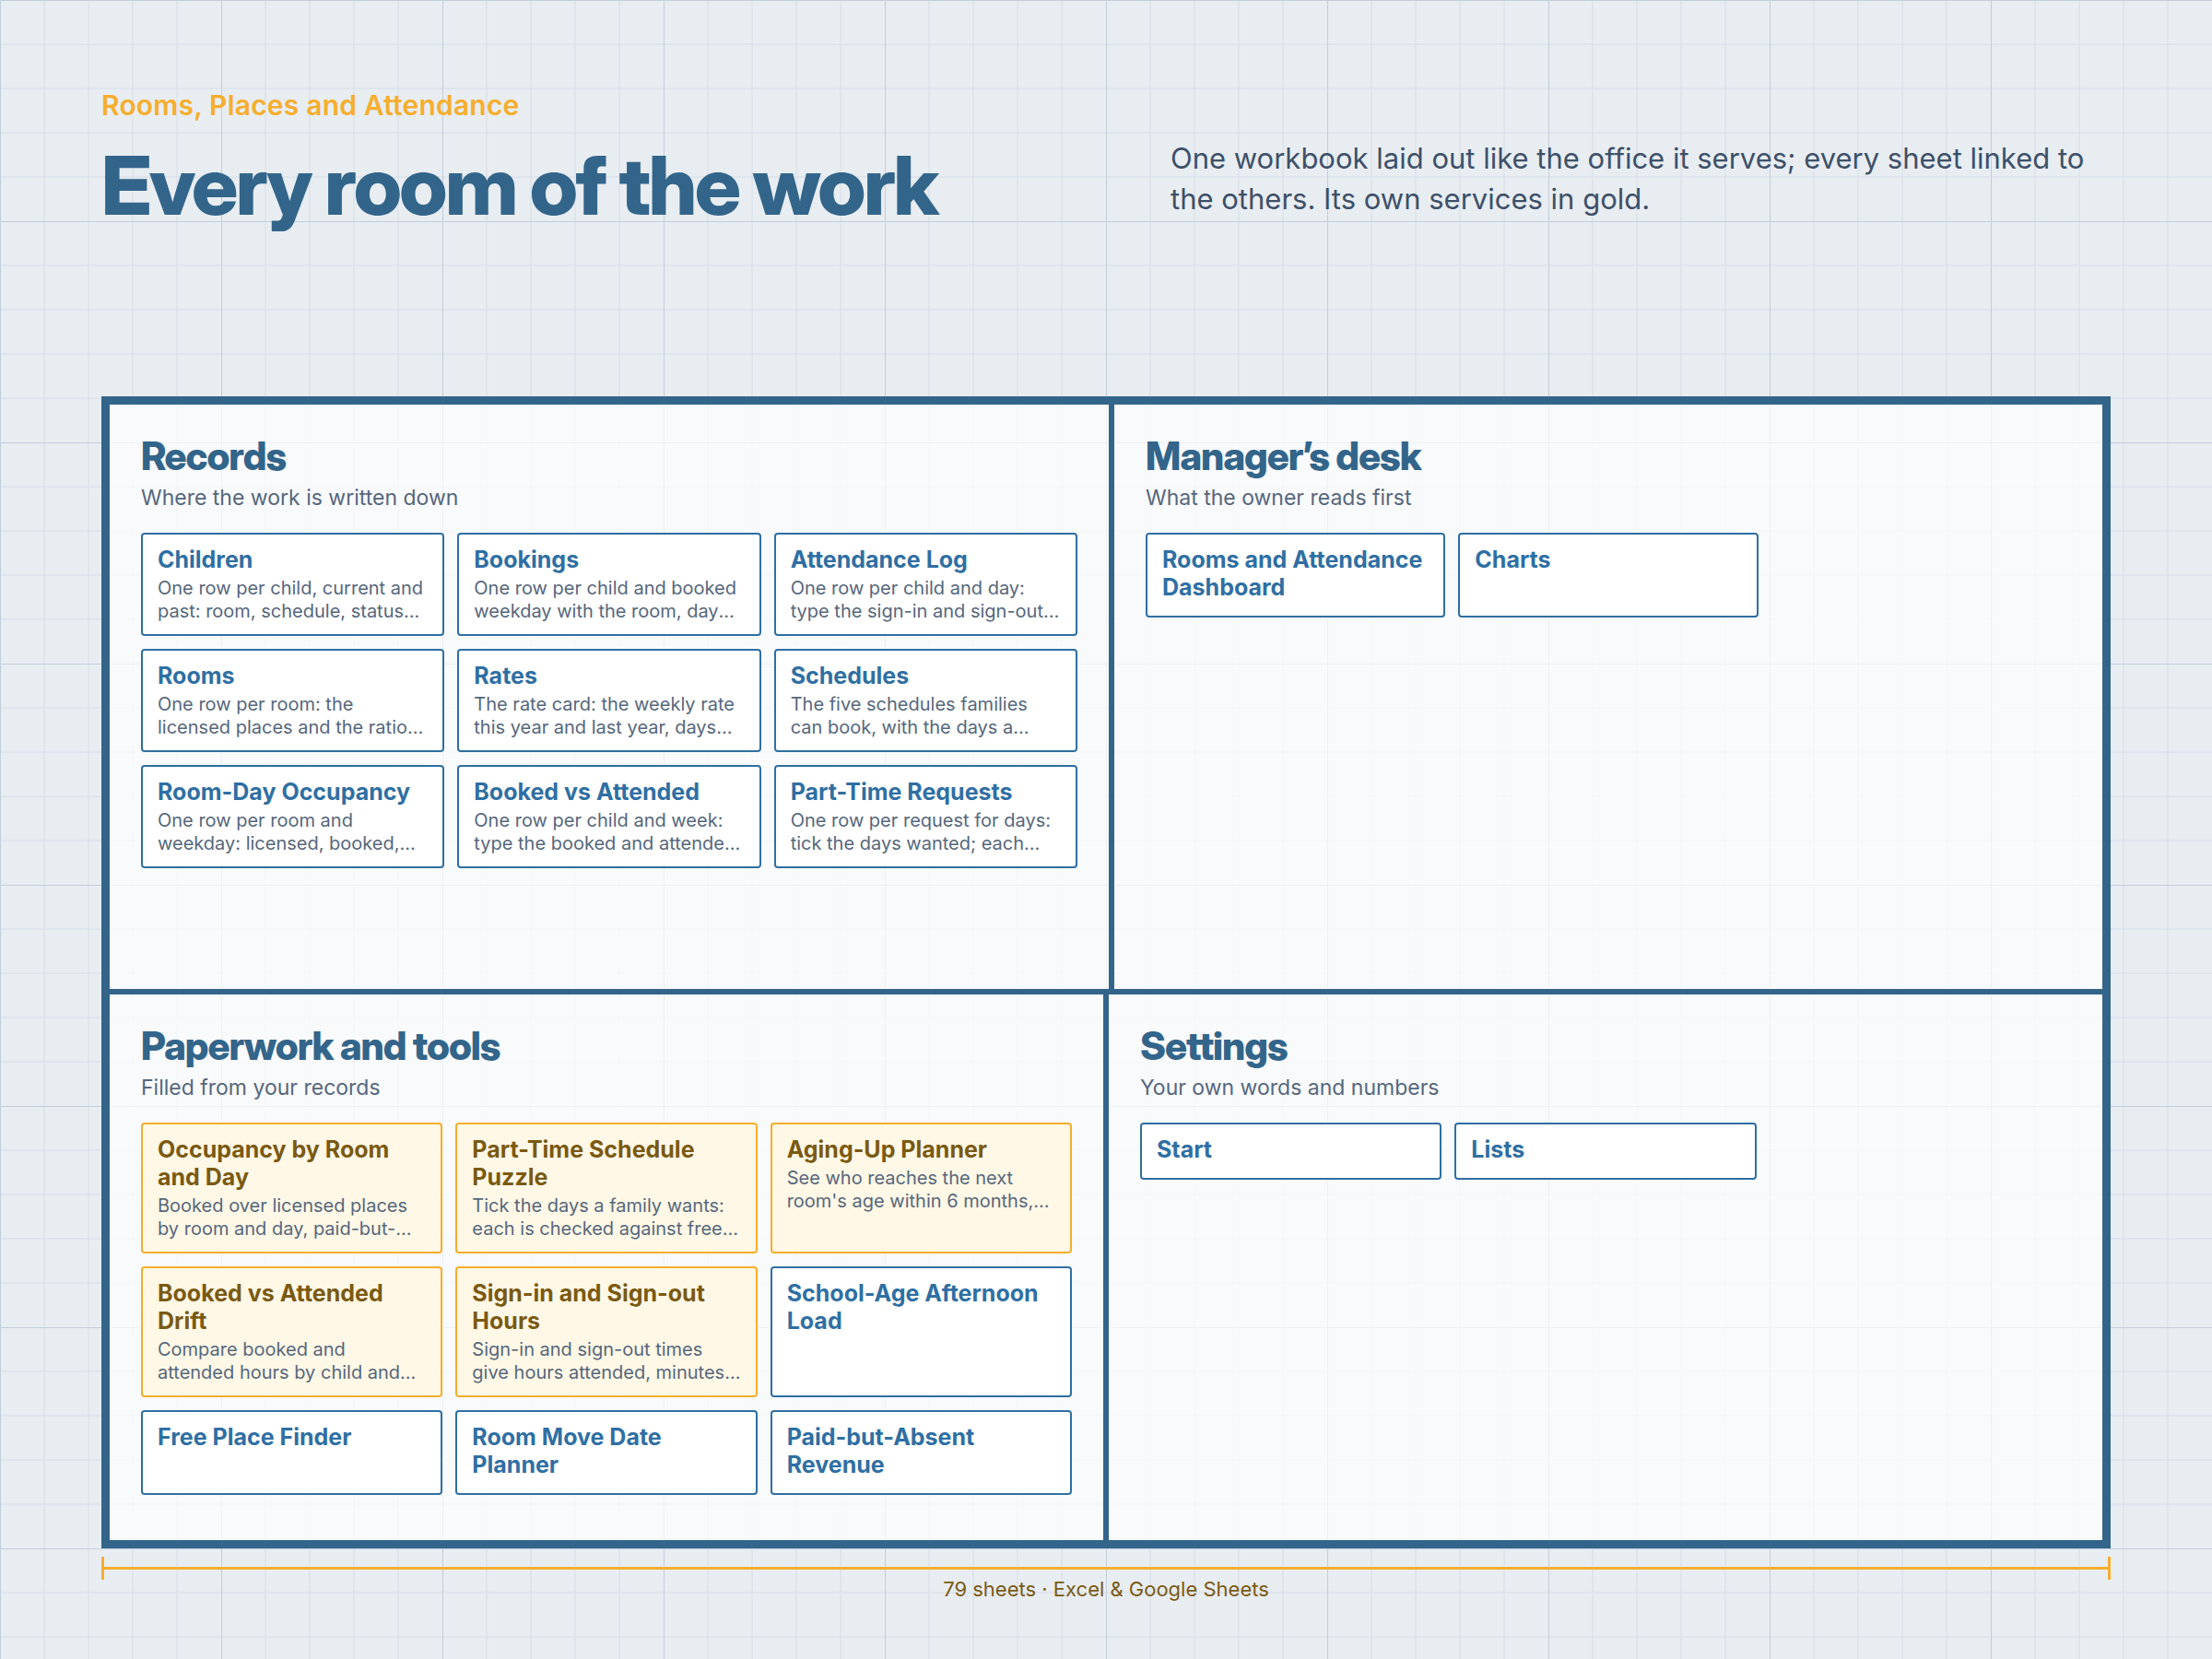 Rooms, Places and Attendance
Every room of the work
One workbook laid out like the office it serves; every sheet linked to
the others. Its own services in gold.
Records
Where the work is written down
Children
One row per child, current and
past: room, schedule, status...
Bookings
One row per child and booked
weekday with the room, day...
Attendance Log
One row per child and day:
type the sign-in and sign-out...
Rooms
One row per room: the
licensed places and the ratio...
Rates
The rate card: the weekly rate
this year and last year, days...
Schedules
The five schedules families
can book, with the days a...
Room-Day Occupancy
One row per room and
weekday: licensed, booked,...
Booked vs Attended
One row per child and week:
type the booked and attende...
Part-Time Requests
One row per request for days:
tick the days wanted; each...
Manager’s desk
What the owner reads first
Rooms and Attendance
Dashboard
Charts
Paperwork and tools
Filled from your records
Occupancy by Room
and Day
Booked over licensed places
by room and day, paid-but-...
Part-Time Schedule
Puzzle
Tick the days a family wants:
each is checked against free...
Aging-Up Planner
See who reaches the next
room's age within 6 months,...
Booked vs Attended
Drift
Compare booked and
attended hours by child and...
Sign-in and Sign-out
Hours
Sign-in and sign-out times
give hours attended, minutes...
School-Age Afternoon
Load
Free Place Finder
Room Move Date
Planner
Paid-but-Absent
Revenue
Settings
Your own words and numbers
Start
Lists
79 sheets · Excel & Google Sheets